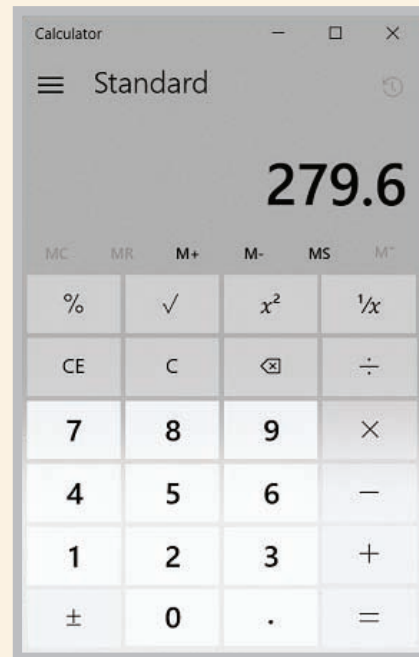 Calculator
Standard
279.6
MC MR M+ M- MS M˅
% √ x² ¹/x
CE C ⌫ ÷
7 8 9 ×
4 5 6 −
1 2 3 +
± 0 . =